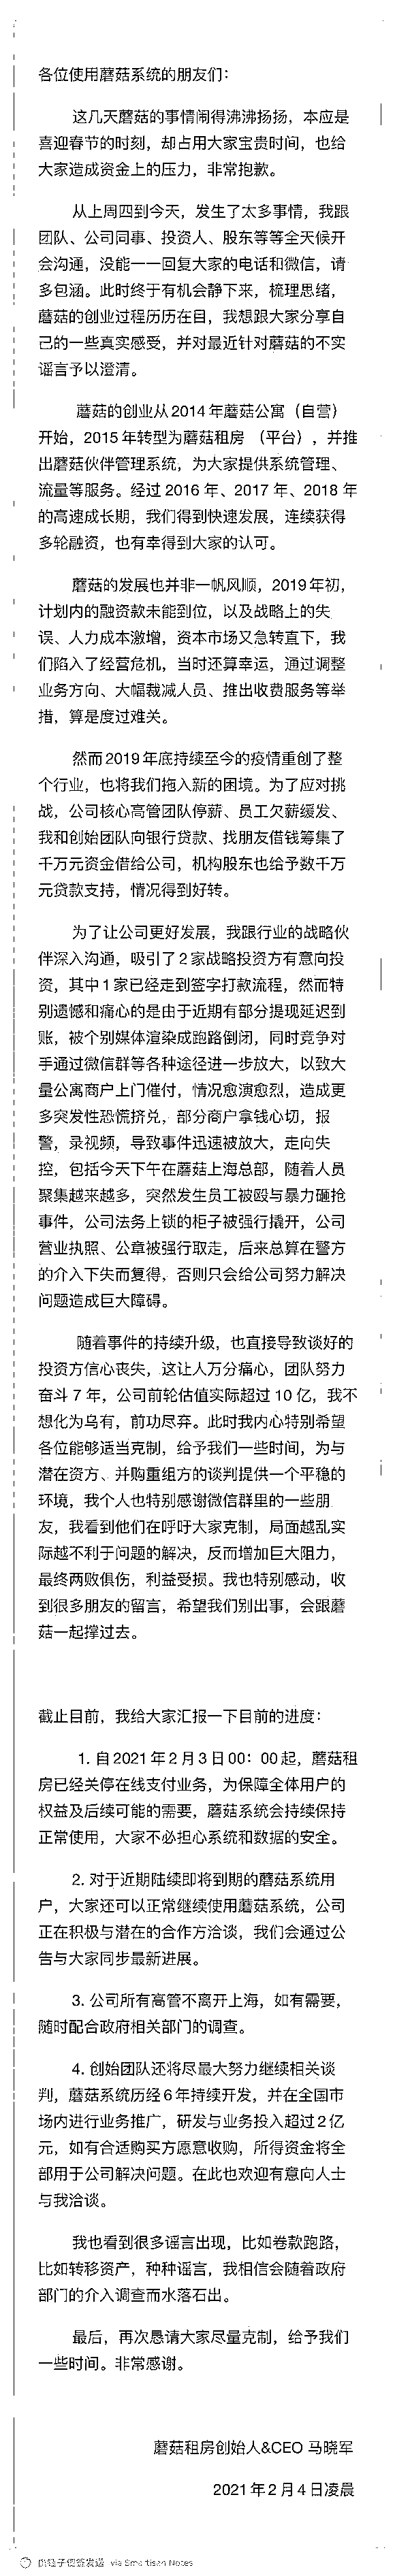 各位使用蘑菇系统的朋友们：
这几天蘑菇的事情闹得沸沸扬扬，本应是
喜迎春节的时刻，却占用大家宝贵时间，也给
大家造成资金上的压力，非常抱歉。
从上周四到今天，发生了太多事情，我跟
团队、公司同事、投资人、股东等等全天候开
会沟通，没能一一回复大家的电话和微信，请
多包涵。此时终于有机会静下来，梳理思绪，
蘑菇的创业过程历历在目，我想跟大家分享自
己的一些真实感受，并对最近针对蘑菇的不实
谣言予以澄清。
蘑菇的创业从2014年蘑菇公寓（自营）
开始，2015年转型为蘑菇租房 （平台），并推
出蘑菇伙伴管理系统，为大家提供系统管理、
流量等服务。经过2016年、2017年、2018年
的高速成长期，我们得到快速发展，连续获得
多轮融资，也有幸得到大家的认可。
蘑菇的发展也并非一帆风顺，2019年初，
计划内的融资款未能到位，以及战略上的失
误、人力成本激增，资本市场又急转直下，我
们陷入了经营危机，当时还算幸运，通过调整
业务方向、大幅裁减人员、推出收费服务等举
措，算是度过难关。
然而2019年底持续至今的疫情重创了整
个行业，也将我们拖入新的困境。为了应对挑
战，公司核心高管团队停薪、员工欠薪缓发、
我和创始团队向银行贷款、找朋友借钱筹集了
千万元资金借给公司，机构股东也给予数千万
元贷款支持，情况得到好转。
为了让公司更好发展，我跟行业的战略伙
伴深入沟通，吸引了2家战略投资方有意向投
资，其中1家已经走到签字打款流程，然而特
别遗憾和痛心的是由于近期有部分提现延迟到
账，被个别媒体渲染成跑路倒闭，同时竞争对
手通过微信群等各种途径进一步放大，以致大
量公寓商户上门催付，情况愈演愈烈，造成更
多突发性恐慌挤兑，部分商户拿钱心切，报
警，录视频，导致事件迅速被放大，走向失
控，包括今天下午在蘑菇上海总部，随着人员
聚集越来越多，突然发生员工被殴与暴力砸抢
事件，公司法务上锁的柜子被强行撬开，公司
营业执照、公章被强行取走，后来总算在警方
的介入下失而复得，否则只会给公司努力解决
问题造成巨大障碍。
随着事件的持续升级，也直接导致谈好的
投资方信心丧失，这让人万分痛心，团队努力
奋斗7年，公司前轮估值实际超过10亿，我不
想化为乌有，前功尽弃。此时我内心特别希望
各位能够适当克制，给予我们一些时间，为与
潜在资方、并购重组方的谈判提供一个平稳的
环境，我个人也特别感谢微信群里的一些朋
友，我看到他们在呼吁大家克制，局面越乱实
际越不利于问题的解决，反而增加巨大阻力，
最终两败俱伤，利益受损。我也特别感动，收
到很多朋友的留言，希望我们别出事，会跟蘑
菇一起撑过去。
截止目前，我给大家汇报一下目前的进度：
1. 自2021年2月3日00：00起，蘑菇租
房已经关停在线支付业务，为保障全体用户的
权益及后续可能的需要，蘑菇系统会持续保持
正常使用，大家不必担心系统和数据的安全。
2. 对于近期陆续即将到期的蘑菇系统用
户，大家还可以正常继续使用蘑菇系统，公司
正在积极与潜在的合作方洽谈，我们会通过公
告与大家同步最新进展。
3. 公司所有高管不离开上海，如有需要，
随时配合政府相关部门的调查。
4. 创始团队还将尽最大努力继续相关谈
判，蘑菇系统历经6年持续开发，并在全国市
场内进行业务推广，研发与业务投入超过2亿
元，如有合适购买方愿意收购，所得资金将全
部用于公司解决问题。在此也欢迎有意向人士
与我洽谈。
我也看到很多谣言出现，比如卷款跑路，
比如转移资产，种种谣言，我相信会随着政府
部门的介入调查而水落石出。
最后，再次恳请大家尽量克制，给予我们
一些时间。非常感谢。
蘑菇租房创始人&CEO 马晓军
2021年2月4日凌晨
via Smartisan Notes